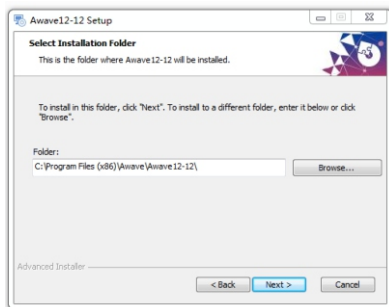 Awave12-12 Setup
Select Installation Folder
This is the folder where Awave12-12 will be installed.
To install in this folder, click "Next". To install to a different folder, enter it below or click
"Browse".
Folder:
C:\Program Files (x86)\Awave\Awave12-12\
Browse...
Advanced Installer
< Back
Next >
Cancel